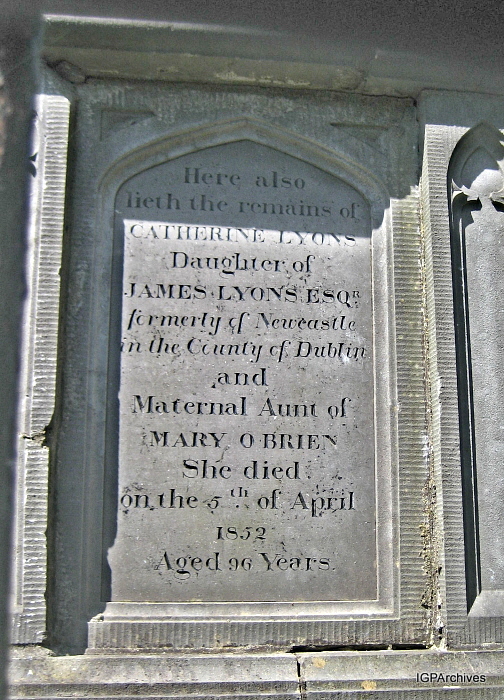 Here also
lieth the remains of
CATHERINE LYONS
Daughter of
JAMES LYONS ESQR
formerly of Newcastle
in the County of Dublin
and
Maternal Aunt of
MARY O·BRIEN
She died
on the 5th of April
1852
Aged 96 Years.
IGPArchives